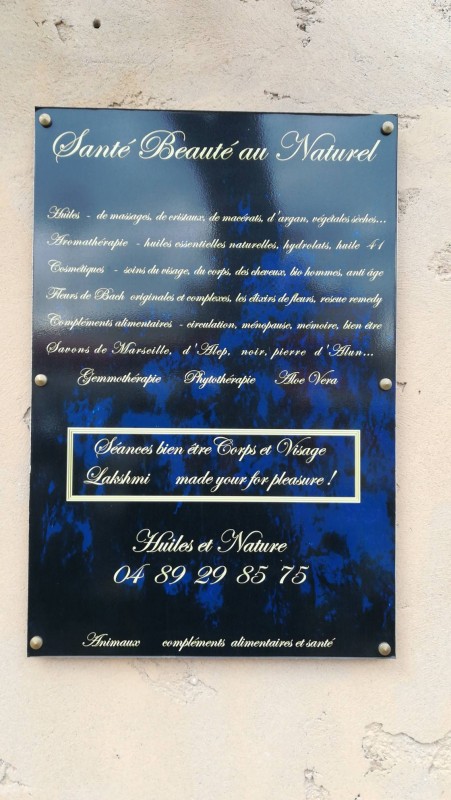 Santé Beauté au Naturel
Huiles - de massages, de cristaux, de macérats, d'argan, végétales sèches...
Aromathérapie - huiles essentielles naturelles, hydrolats, huile 41
Cosmétiques - soins du visage, du corps, des cheveux, bio hommes, anti âge
Fleurs de Bach originales et complexes, les élixirs de fleurs, rescue remedy
Compléments alimentaires - circulation, ménopause, mémoire, bien être
Savons de Marseille, d'Alep, noir, pierre d'Alun...
Gemmothérapie Phytothérapie Aloe Vera
Séances bien être Corps et Visage
Lakshmi made your for pleasure !
Huiles et Nature
04 89 29 85 75
Animaux compléments alimentaires et santé